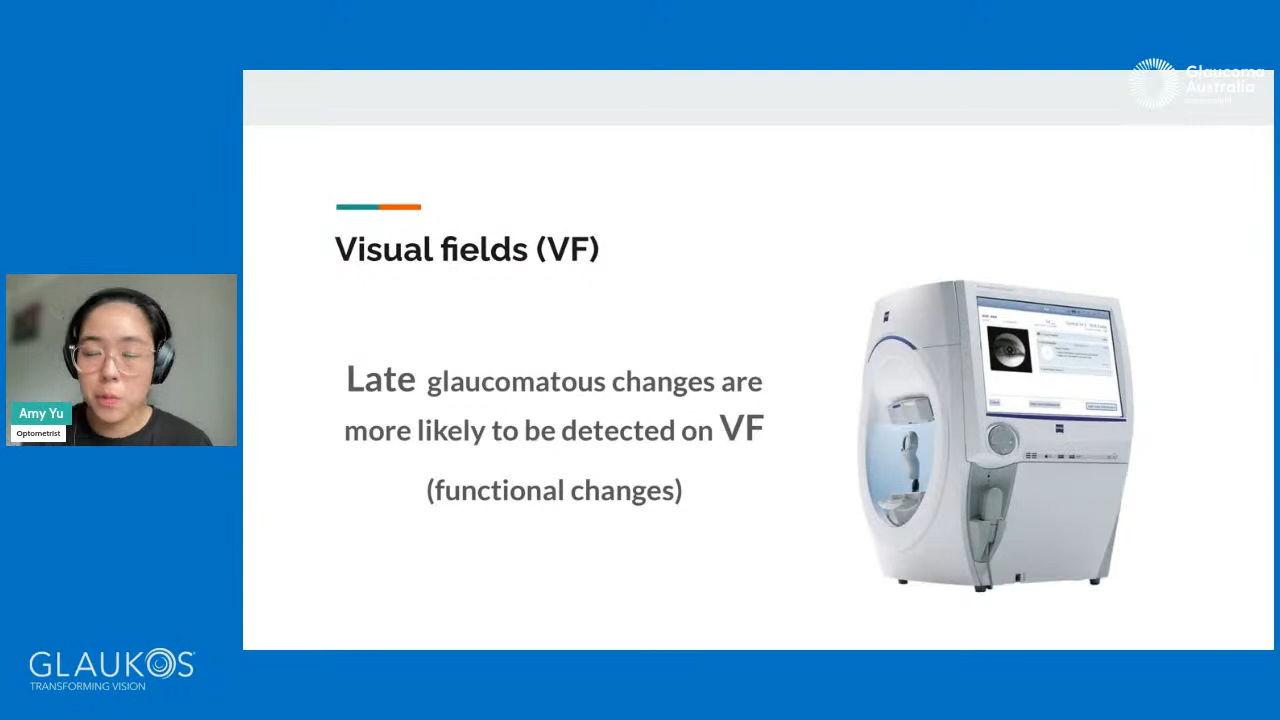 Glaucoma
Australia
Visual fields (VF)
Late glaucomatous changes are
more likely to be detected on VF
(functional changes)
Amy Yu
Optometrist
GLAUKOS
TRANSFORMING VISION